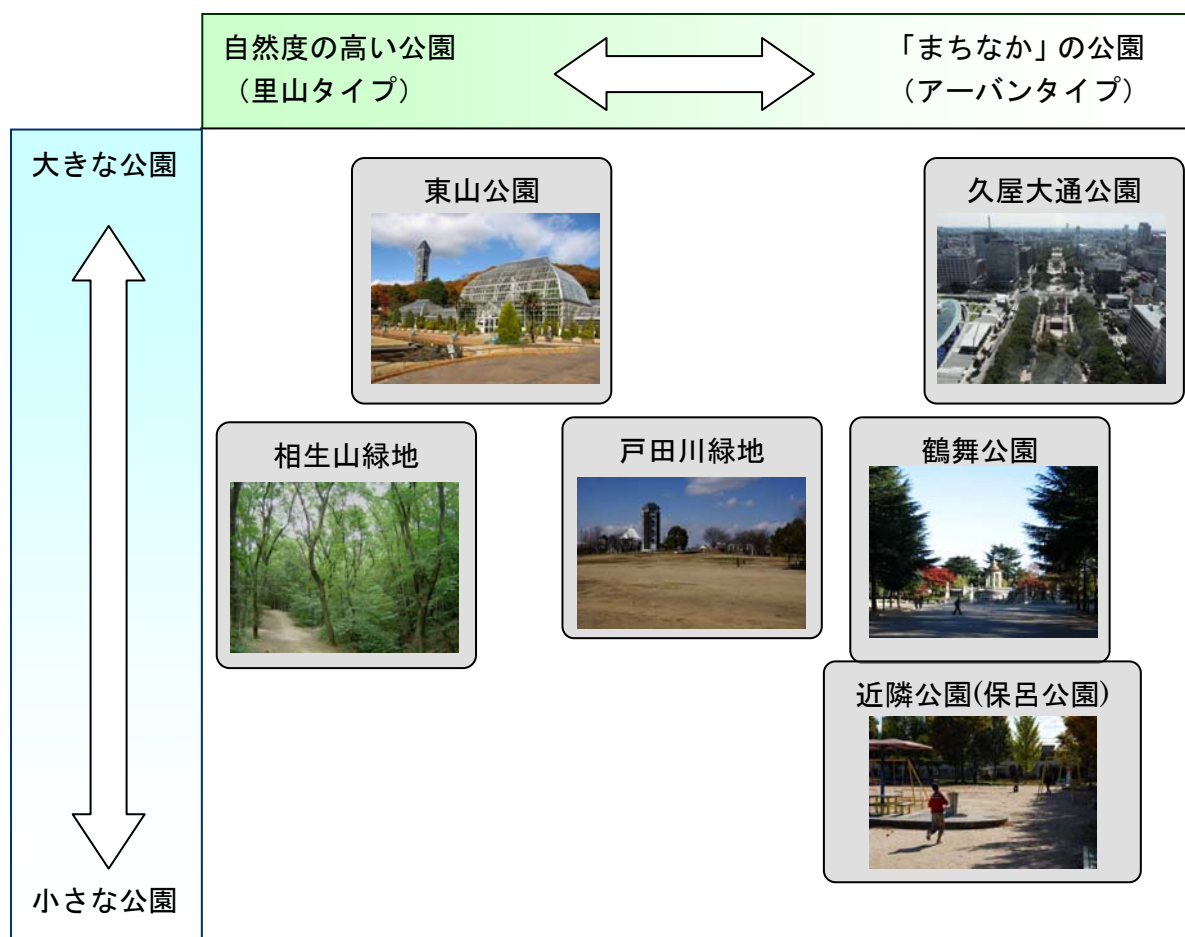 自然度の高い公園
（里山タイプ）
「まちなか」の公園
（アーバンタイプ）
大きな公園
東山公園
久屋大通公園
相生山緑地
戸田川緑地
鶴舞公園
近隣公園(保呂公園)
小さな公園